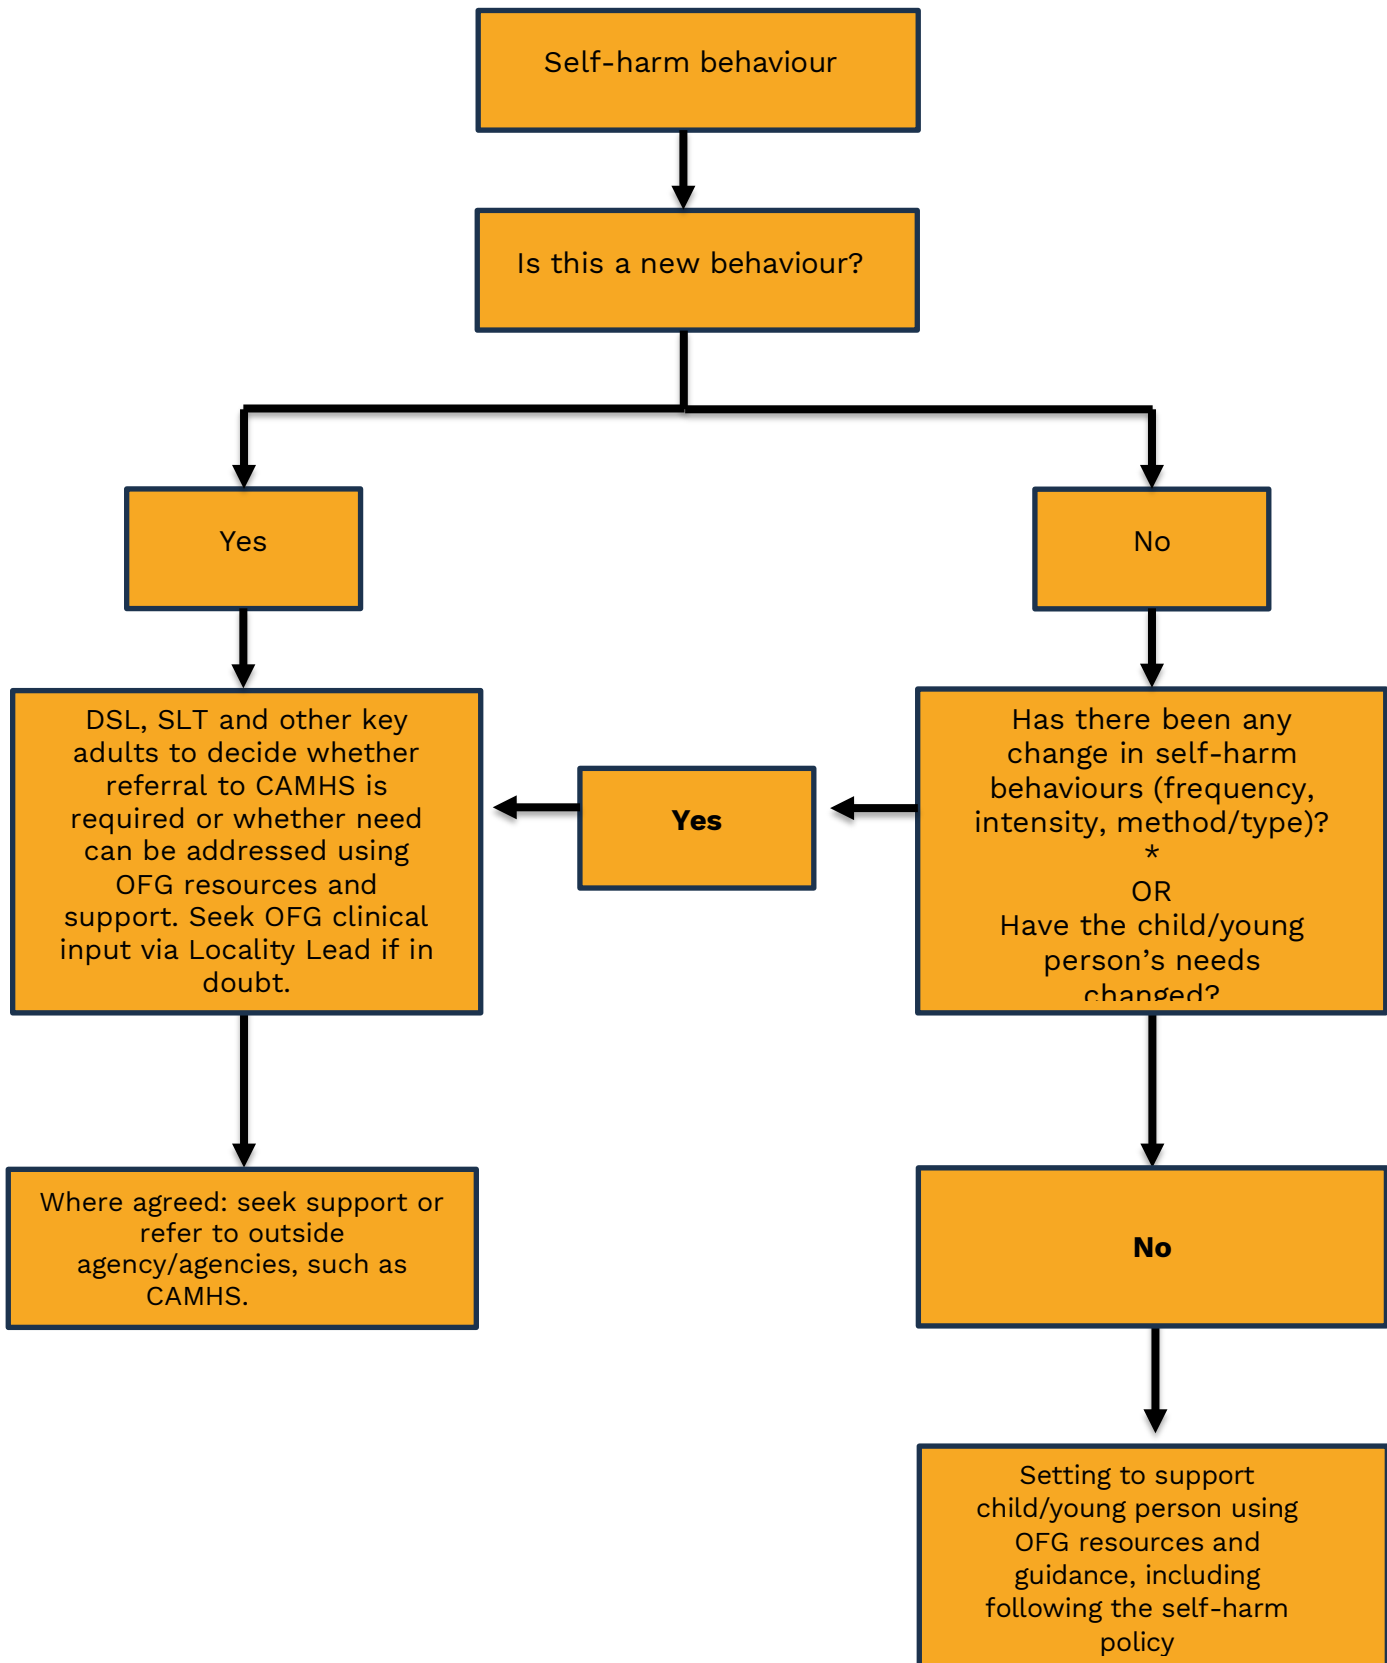 Self-harm behaviour
Is this a new behaviour?
Yes
No
DSL, SLT and other key
adults to decide whether
referral to CAMHS is
required or whether need
can be addressed using
OFG resources and
support. Seek OFG clinical
input via Locality Lead if in
doubt.
Yes
Has there been any
change in self-harm
behaviours (frequency,
intensity, method/type)?
*
OR
Have the child/young
person’s needs
changed?
Where agreed: seek support or
refer to outside
agency/agencies, such as
CAMHS.
No
Setting to support
child/young person using
OFG resources and
guidance, including
following the self-harm
policy